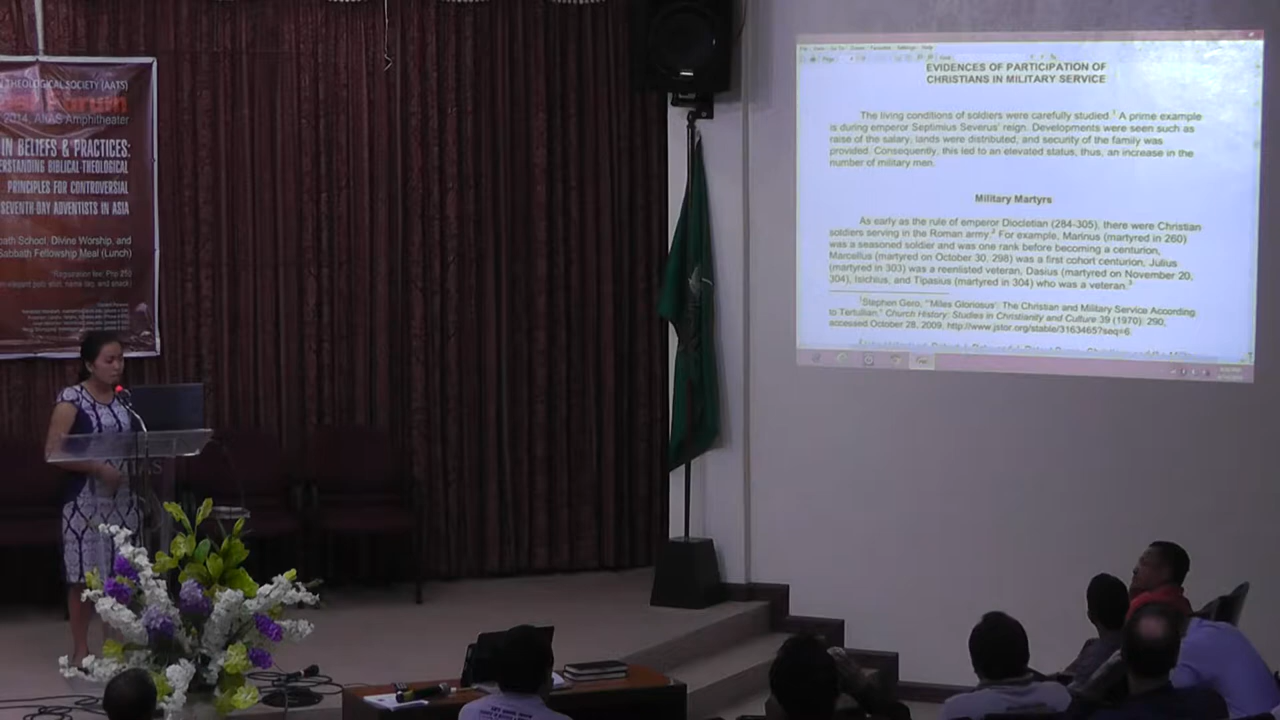 THEOLOGICAL SOCIETY (AATS)
Forum
2014, AIIAS Amphitheater
IN BELIEFS & PRACTICES:
ERSTANDING BIBLICAL-THEOLOGICAL
PRINCIPLES FOR CONTROVERSIAL
SEVENTH-DAY ADVENTISTS IN ASIA
bath School, Divine Worship, and
Sabbath Fellowship Meal (Lunch)
Registration fee: Php 250
EVIDENCES OF PARTICIPATION OF
CHRISTIANS IN MILITARY SERVICE
The living conditions of soldiers were carefully studied.1 A prime example
is during emperor Septimius Severus' reign. Developments were seen such as
raise of the salary, lands were distributed, and security of the family was
provided. Consequently, this led to an elevated status, thus, an increase in the
number of military men.
Military Martyrs
As early as the rule of emperor Diocletian (284-305), there were Christian
soldiers serving in the Roman army.2 For example, Marinus (martyred in 260)
was a seasoned soldier and was one rank before becoming a centurion,
Marcellus (martyred on October 30, 298) was a first cohort centurion, Julius
(martyred in 303) was a reenlisted veteran, Dasius (martyred on November 20,
304), Isichius, and Tipasius (martyred in 304) who was a veteran.3
1Stephen Gero, "'Miles Gloriosus': The Christian and Military Service According
to Tertullian," Church History: Studies in Christianity and Culture 39 (1970): 290,
accessed October 28, 2009, http://www.jstor.org/stable/3163465?seq=6.